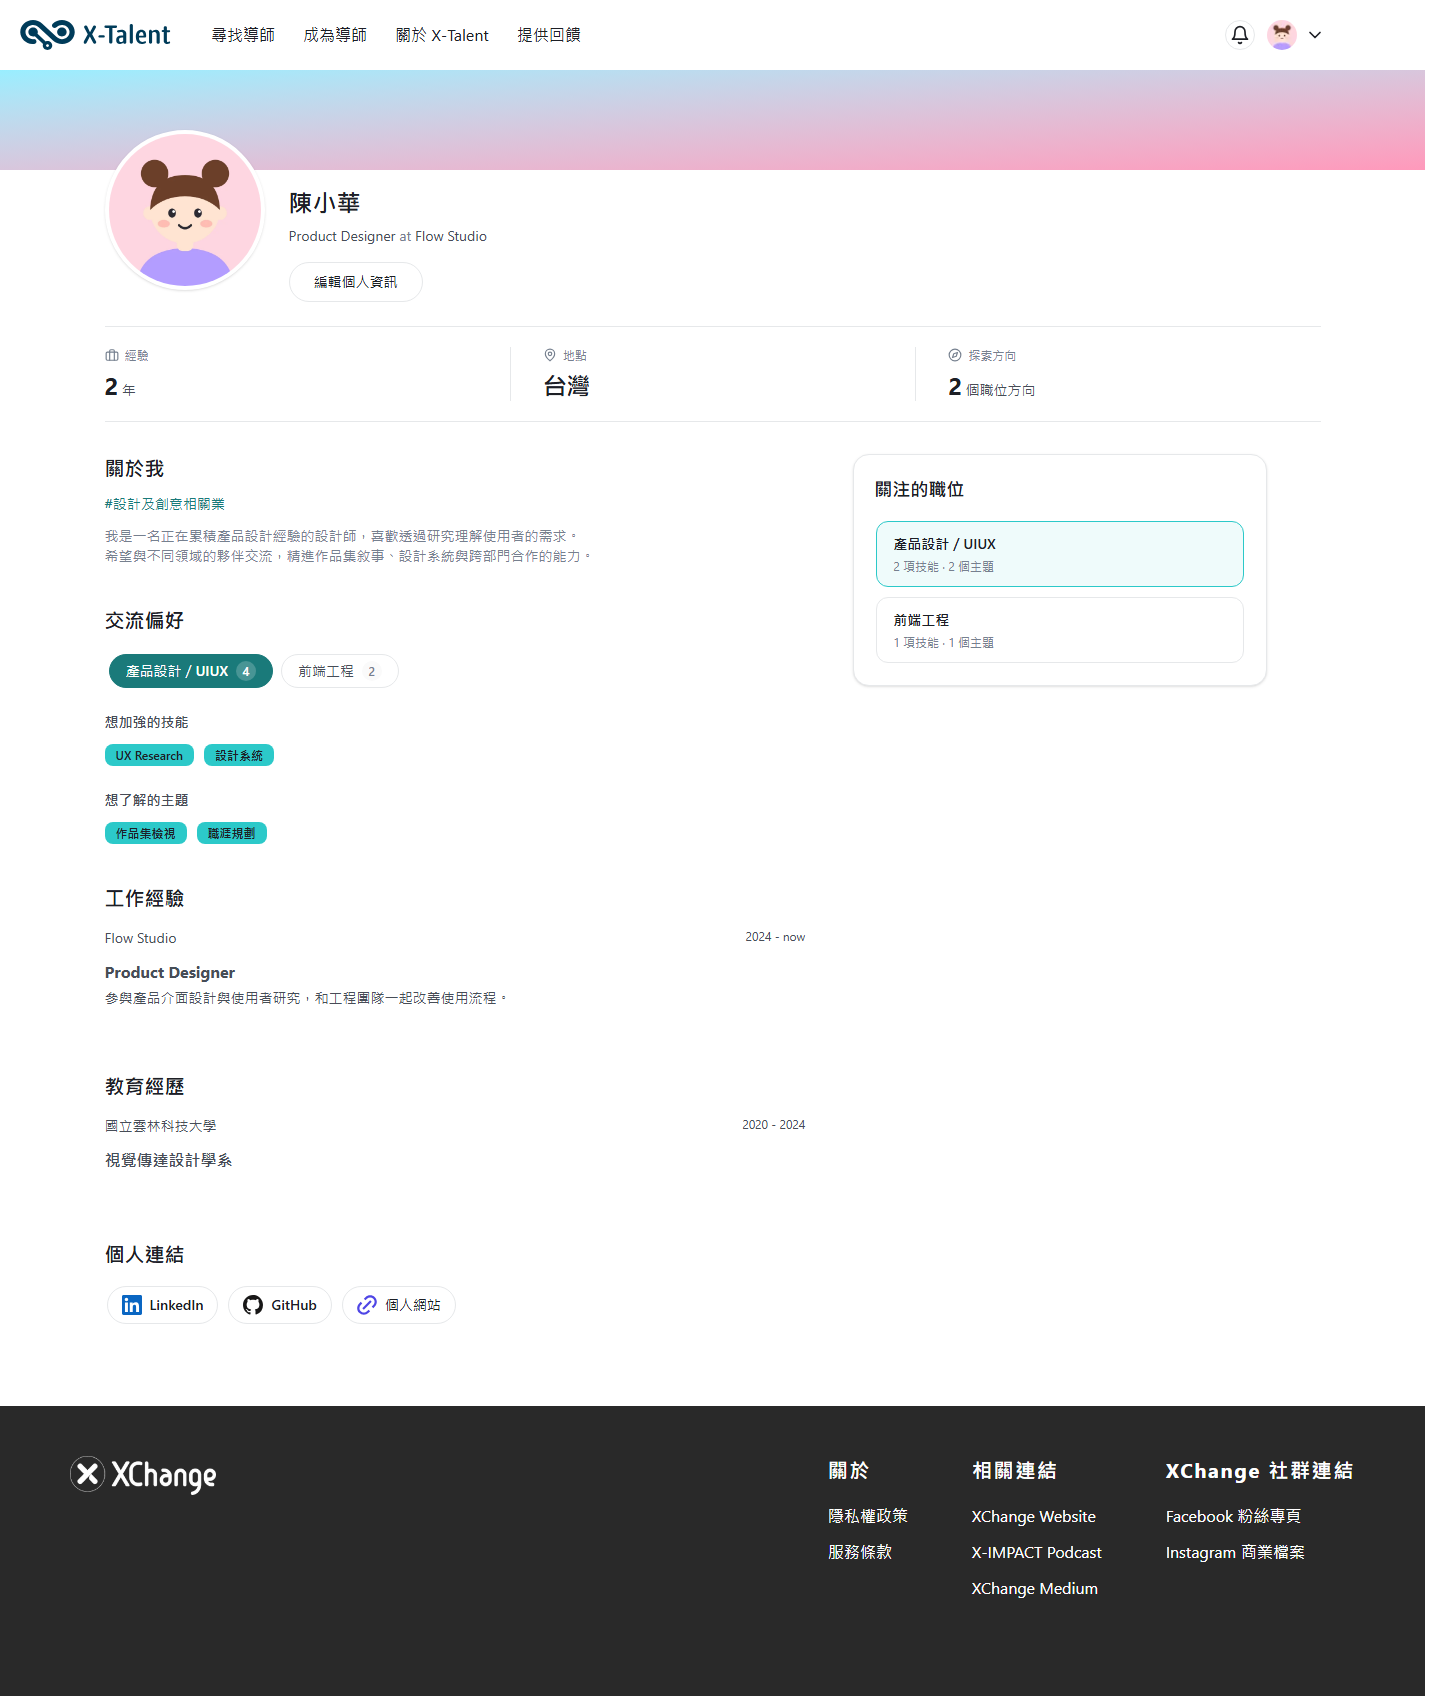 X-Talent
尋找導師
成為導師
關於 X-Talent
提供回饋
陳小華
Product Designer at Flow Studio
編輯個人資訊
經驗
2 年
地點
台灣
探索方向
2 個職位方向
關於我
#設計及創意相關業
我是一名正在累積產品設計經驗的設計師，喜歡透過研究理解使用者的需求。
希望與不同領域的夥伴交流，精進作品集敘事、設計系統與跨部門合作的能力。
關注的職位
產品設計 / UIUX
2 項技能 · 2 個主題
前端工程
1 項技能 · 1 個主題
交流偏好
產品設計 / UIUX 4
前端工程 2
想加強的技能
UX Research
設計系統
想了解的主題
作品集檢視
職涯規劃
工作經驗
Flow Studio
2024 - now
Product Designer
參與產品介面設計與使用者研究，和工程團隊一起改善使用流程。
教育經歷
國立雲林科技大學
2020 - 2024
視覺傳達設計學系
個人連結
LinkedIn
GitHub
個人網站
XChange
關於
隱私權政策
服務條款
相關連結
XChange Website
X-IMPACT Podcast
XChange Medium
XChange 社群連結
Facebook 粉絲專頁
Instagram 商業檔案